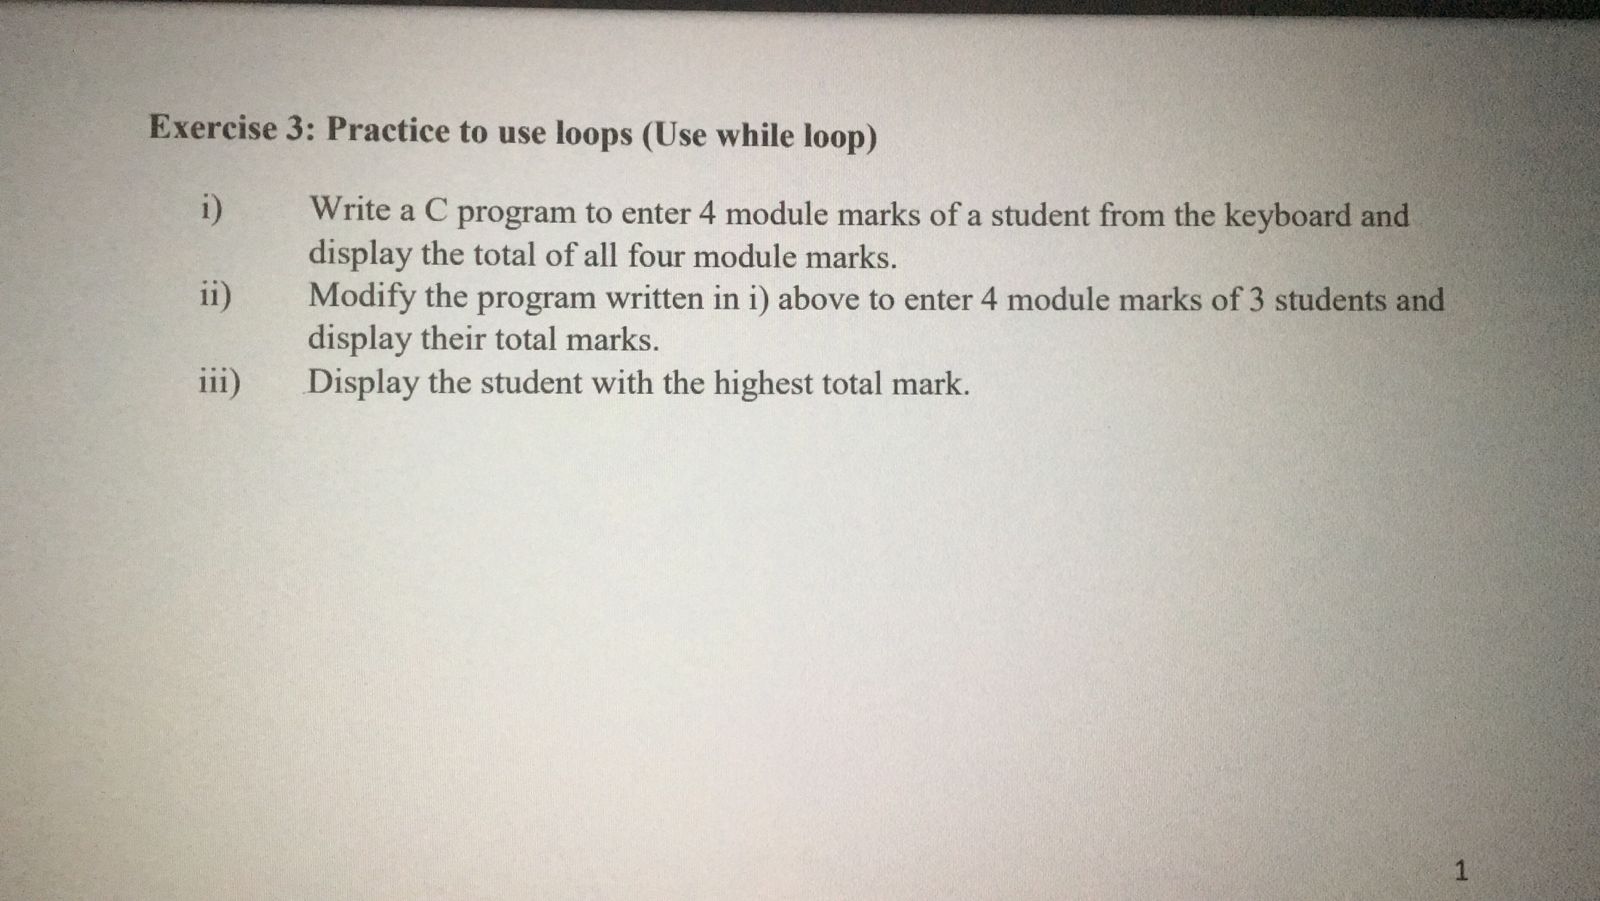 Exercise 3: Practice to use loops (Use while loop)
i) Write a C program to enter 4 module marks of a student from the keyboard and
display the total of all four module marks.
ii) Modify the program written in i) above to enter 4 module marks of 3 students and
display their total marks.
iii) Display the student with the highest total mark.
1